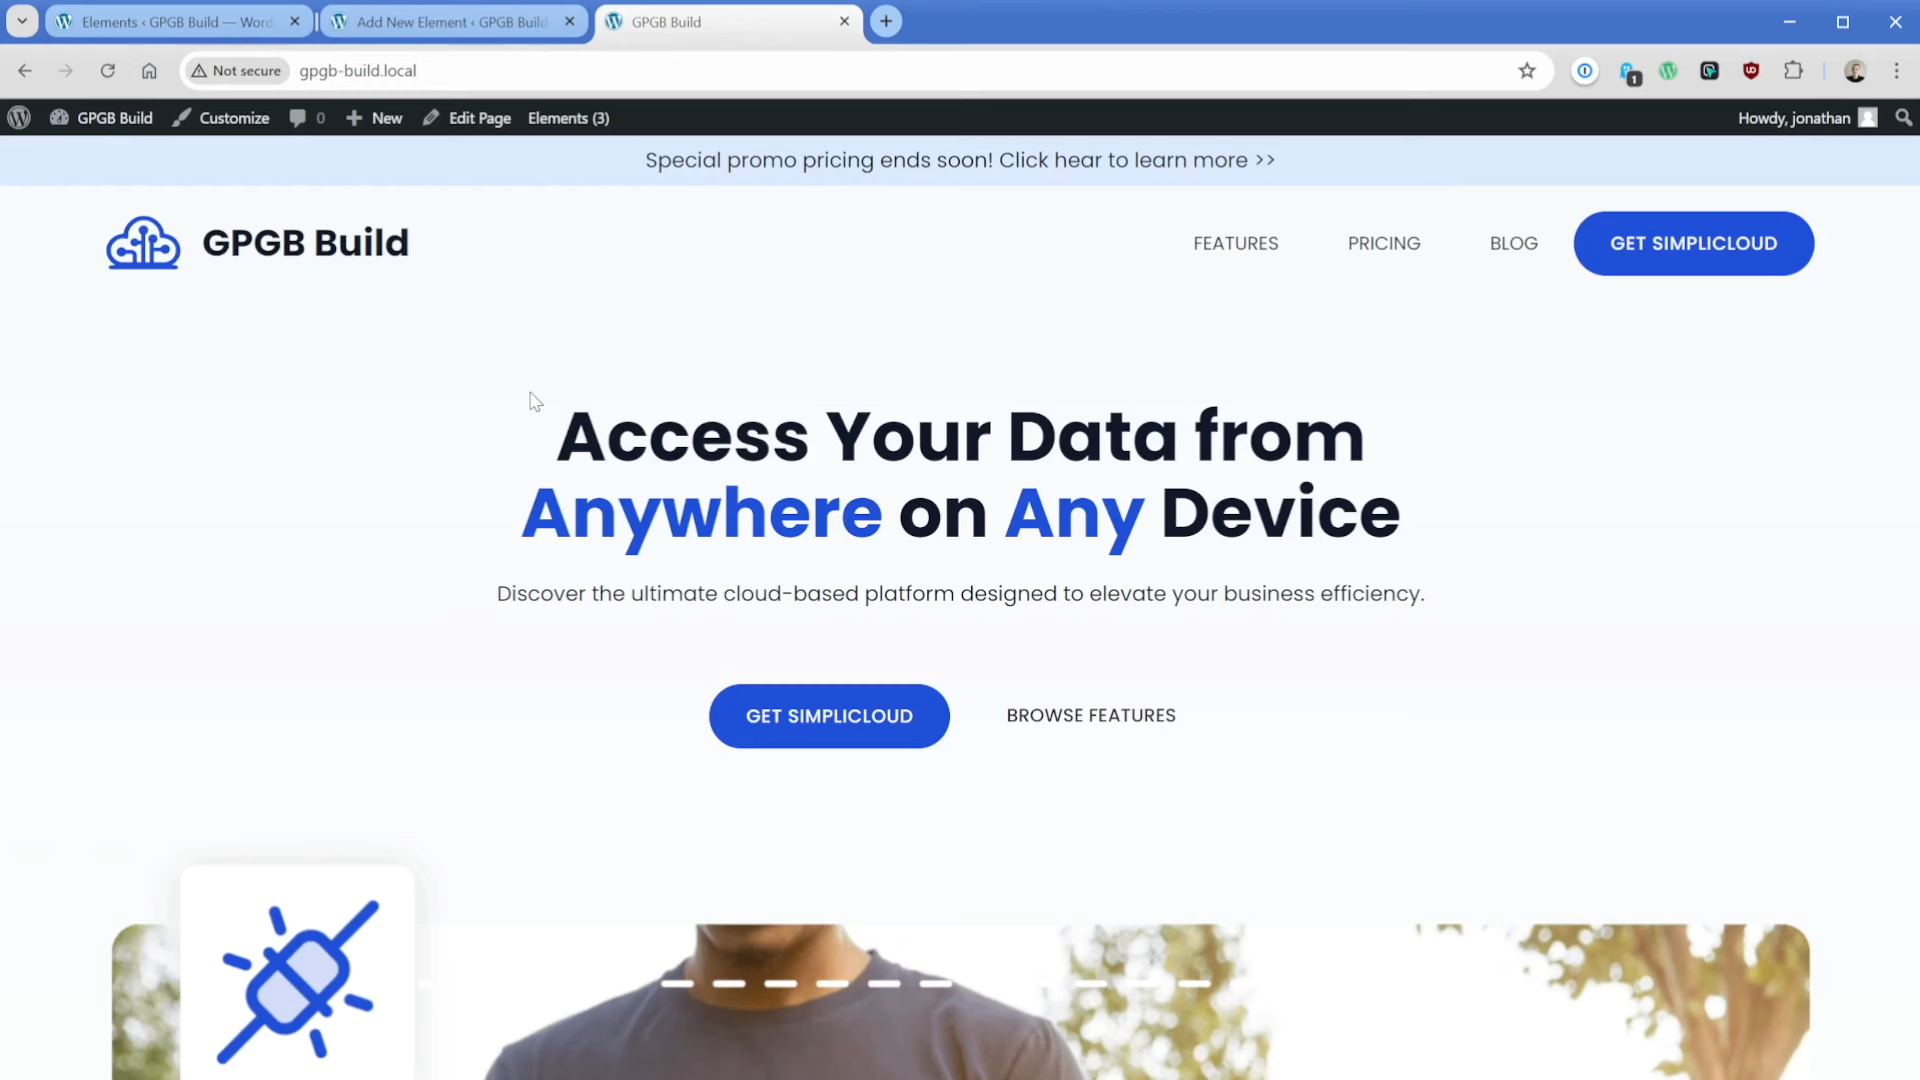 Elements ‹ GPGB Build — Word
Add New Element ‹ GPGB Build
GPGB Build
Not secure
gpgb-build.local
1
GPGB Build
Customize
0
New
Edit Page
Elements (3)
Howdy, jonathan
Special promo pricing ends soon! Click hear to learn more >>
GPGB Build
FEATURES
PRICING
BLOG
GET SIMPLICLOUD
Access Your Data from
Anywhere on Any Device
Discover the ultimate cloud-based platform designed to elevate your business efficiency.
GET SIMPLICLOUD
BROWSE FEATURES